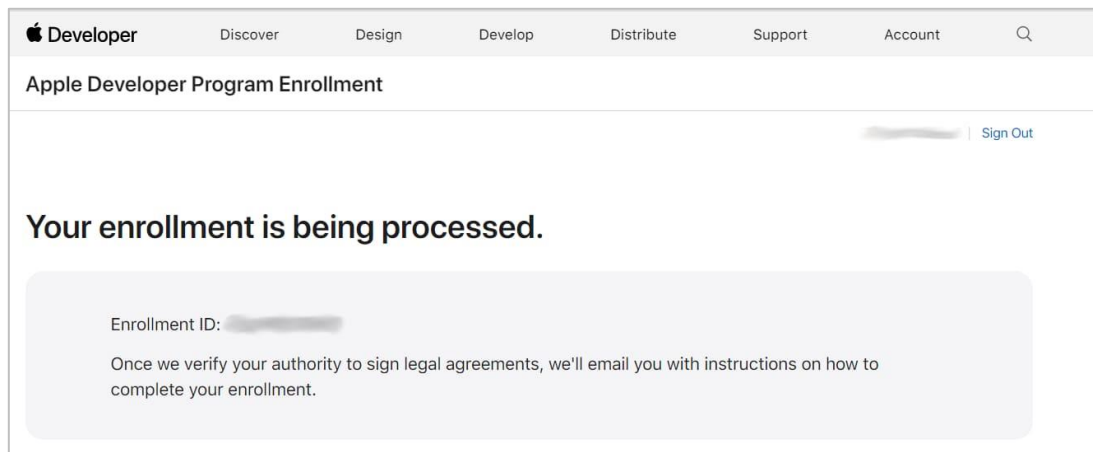 Developer Discover Design Develop Distribute Support Account
Apple Developer Program Enrollment
Sign Out
Your enrollment is being processed.
Enrollment ID:
Once we verify your authority to sign legal agreements, we'll email you with instructions on how to
complete your enrollment.